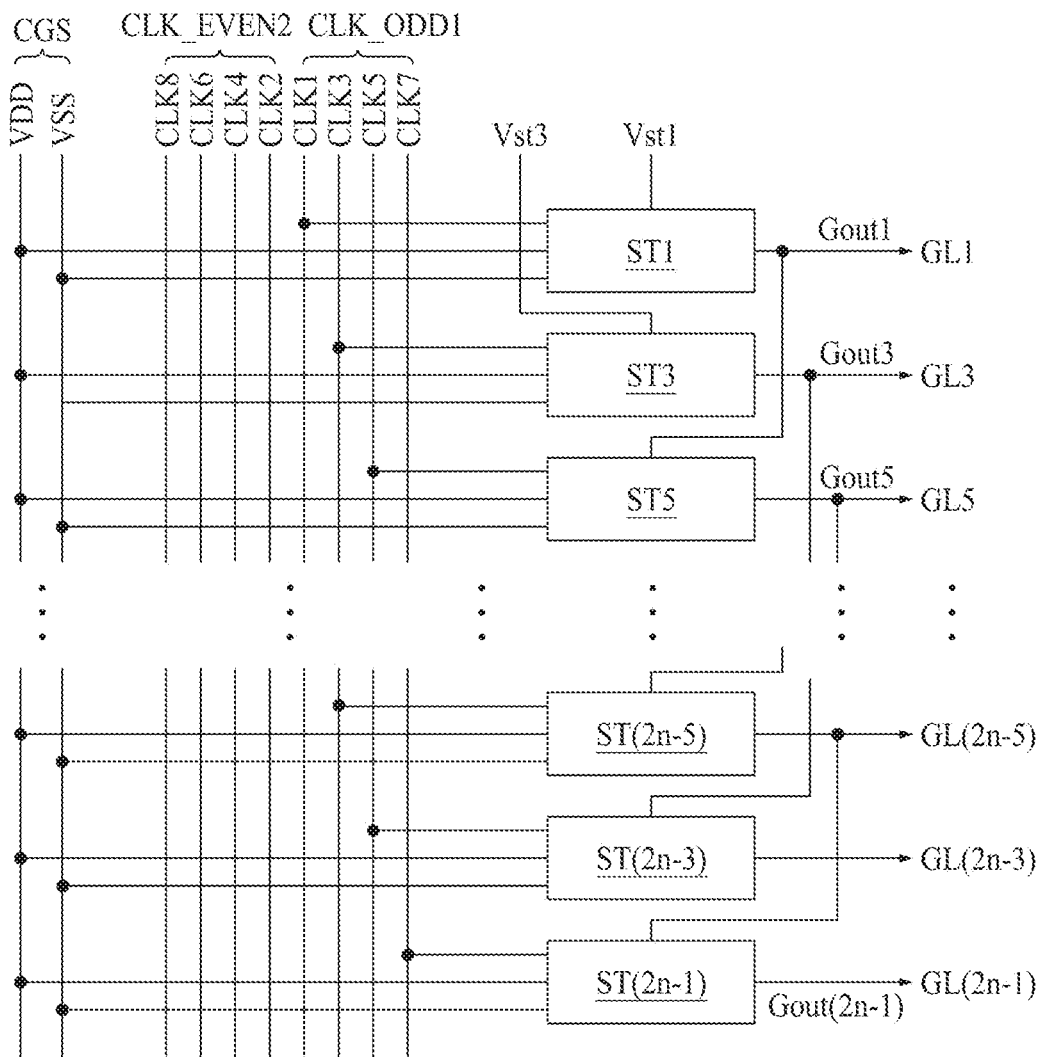 CGS CLK_EVEN2 CLK_ODD1
VDD VSS CLK8 CLK6 CLK4 CLK2 CLK1 CLK3 CLK5 CLK7
Vst3 Vst1
Gout1
ST1 GL1
Gout3
ST3 GL3
Gout5
ST5 GL5
ST(2n-5) GL(2n-5)
ST(2n-3) GL(2n-3)
ST(2n-1) GL(2n-1)
Gout(2n-1)